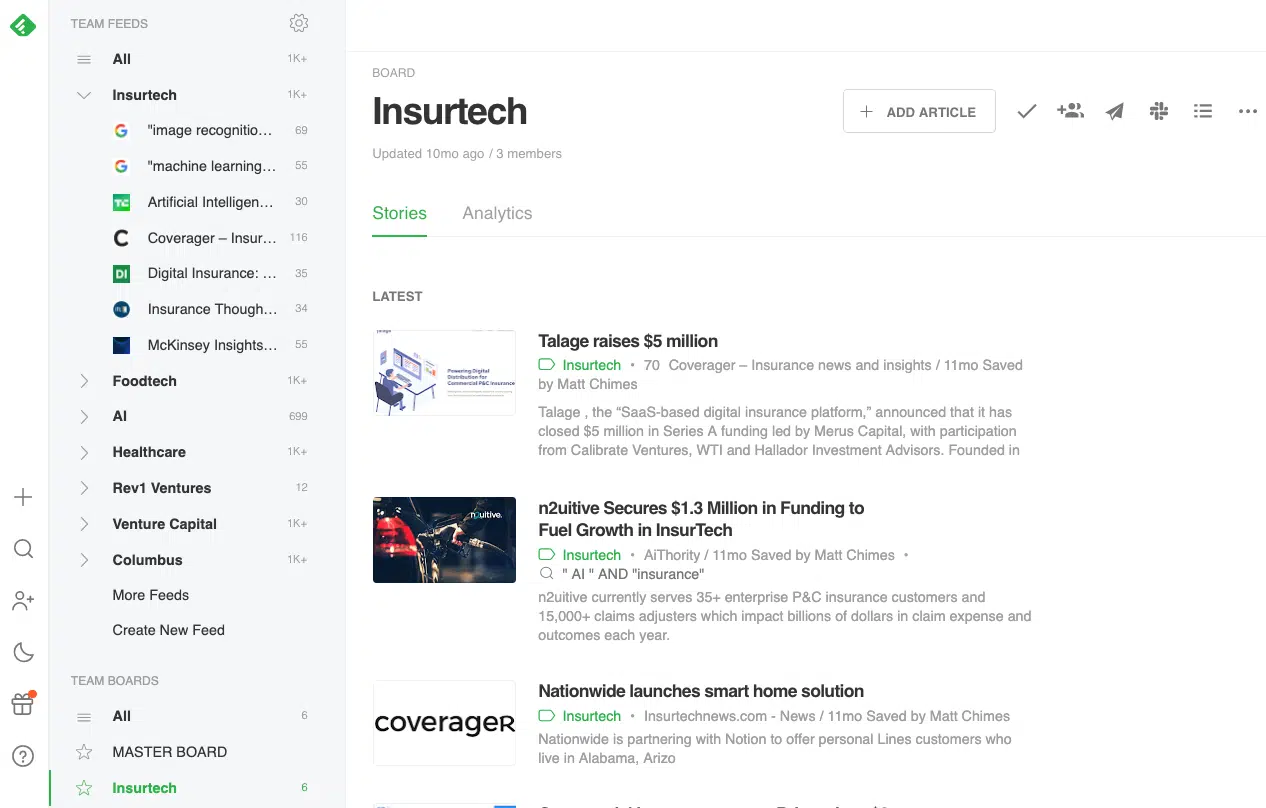 TEAM FEEDS
All 1K+
Insurtech 1K+
"image recognitio… 69
"machine learning… 55
TC Artificial Intelligen… 30
C Coverager – Insur… 116
DI Digital Insurance: … 35
Insurance Though… 34
McKinsey Insights… 55
Foodtech 1K+
AI 699
Healthcare 1K+
Rev1 Ventures 12
Venture Capital 1K+
Columbus 1K+
More Feeds
Create New Feed
TEAM BOARDS
All 6
MASTER BOARD
Insurtech 6
BOARD
Insurtech
ADD ARTICLE
Updated 10mo ago / 3 members
Stories Analytics
LATEST
Powering Digital
Distribution for
Commercial P&C Insurance
Talage raises $5 million
Insurtech • 70 Coverager – Insurance news and insights / 11mo Saved
by Matt Chimes
Talage , the “SaaS-based digital insurance platform,” announced that it has
closed $5 million in Series A funding led by Merus Capital, with participation
from Calibrate Ventures, WTI and Hallador Investment Advisors. Founded in
n2uitive.
n2uitive Secures $1.3 Million in Funding to
Fuel Growth in InsurTech
Insurtech • AiThority / 11mo Saved by Matt Chimes •
" AI " AND "insurance"
n2uitive currently serves 35+ enterprise P&C insurance customers and
15,000+ claims adjusters which impact billions of dollars in claim expense and
outcomes each year.
coverager
Nationwide launches smart home solution
Insurtech • Insurtechnews.com - News / 11mo Saved by Matt Chimes
Nationwide is partnering with Notion to offer personal Lines customers who
live in Alabama, Arizo